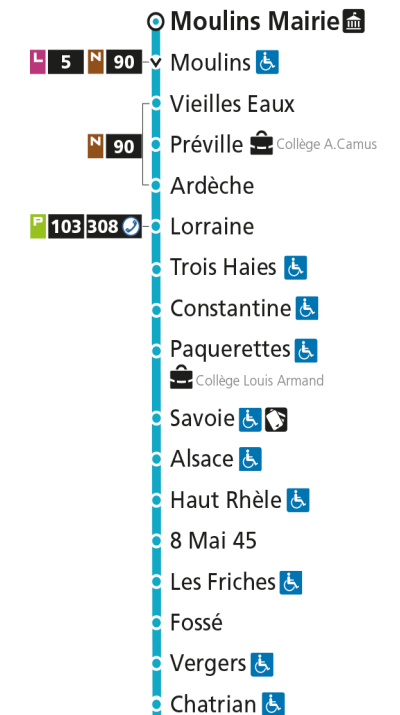 Moulins Mairie
L 5 N 90 Moulins
Vieilles Eaux
N 90 Préville Collège A.Camus
Ardèche
P 103 308 Lorraine
Trois Haies
Constantine
Paquerettes
Collège Louis Armand
Savoie
Alsace
Haut Rhèle
8 Mai 45
Les Friches
Fossé
Vergers
Chatrian